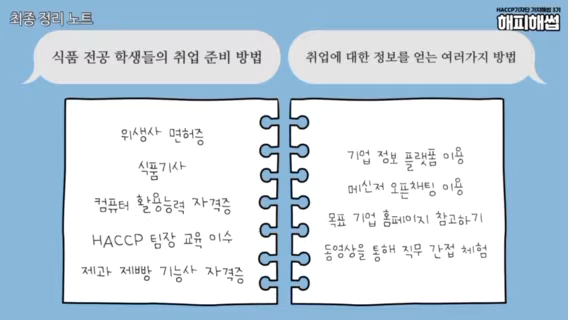 최종 정리 노트
HACCP기자단 기자해썹 3기
해피해썹
식품 전공 학생들의 취업 준비 방법
취업에 대한 정보를 얻는 여러가지 방법
위생사 면허증
식품기사
컴퓨터 활용능력 자격증
HACCP 팀장 교육 이수
제과 제빵 기능사 자격증
기업 정보 플랫폼 이용
메신저 오픈채팅 이용
목표 기업 홈페이지 참고하기
동영상을 통해 직무 간접 체험